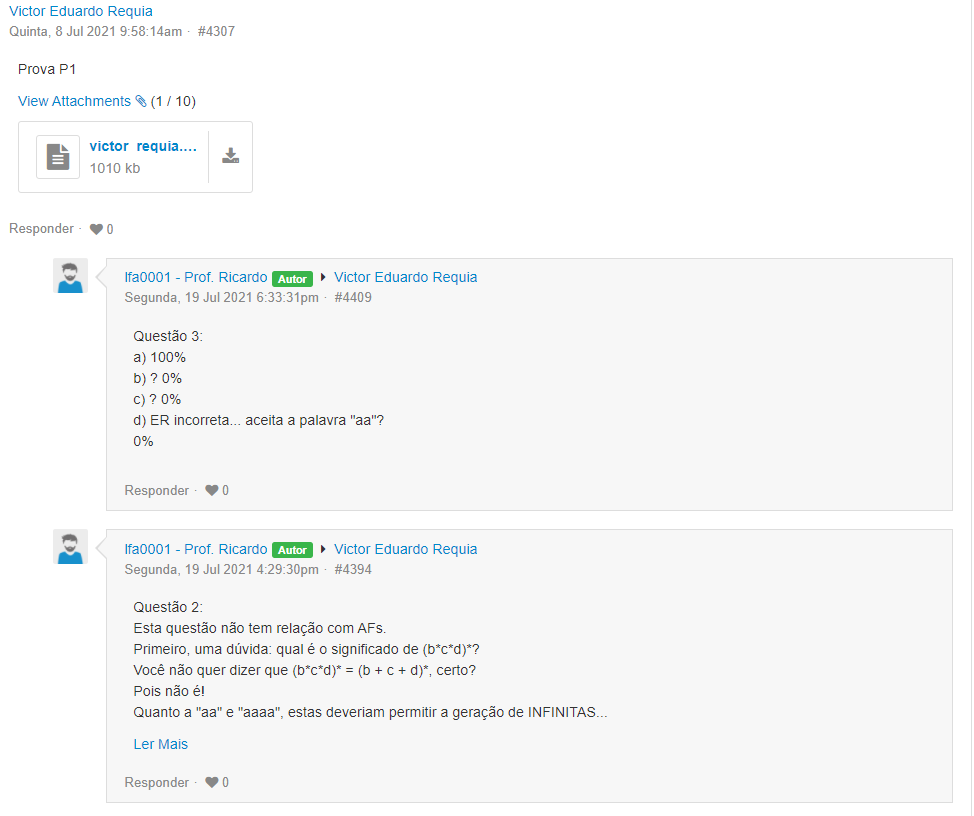 Victor Eduardo Requia
Quinta, 8 Jul 2021 9:58:14am · #4307
Prova P1
View Attachments (1 / 10)
victor requia....
1010 kb
Responder · 0
lfa0001 - Prof. Ricardo Autor Victor Eduardo Requia
Segunda, 19 Jul 2021 6:33:31pm · #4409
Questão 3:
a) 100%
b) ? 0%
c) ? 0%
d) ER incorreta... aceita a palavra "aa"?
0%
Responder · 0
lfa0001 - Prof. Ricardo Autor Victor Eduardo Requia
Segunda, 19 Jul 2021 4:29:30pm · #4394
Questão 2:
Esta questão não tem relação com AFs.
Primeiro, uma dúvida: qual é o significado de (b*c*d)*?
Você não quer dizer que (b*c*d)* = (b + c + d)*, certo?
Pois não é!
Quanto a "aa" e "aaaa", estas deveriam permitir a geração de INFINITAS...
Ler Mais
Responder · 0